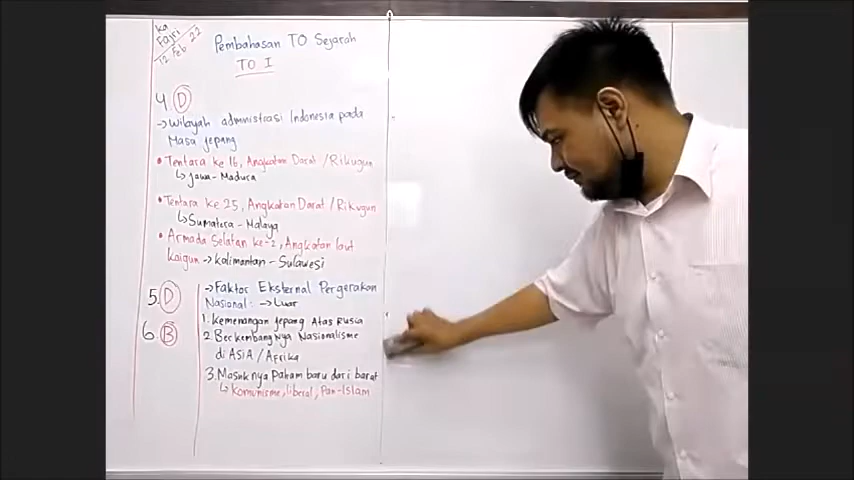 ka
Fajri
12 Feb 22
Pembahasan TO Sejarah
TO I
4. D
→ Wilayah administrasi Indonesia pada
Masa Jepang
• Tentara ke 16, Angkatan Darat / Rikugun
↳ Jawa - Madura
• Tentara ke 25, Angkatan Darat / Rikugun
↳ Sumatera - Malaya
• Armada Selatan ke-2, Angkatan laut
Kaigun → Kalimantan - Sulawesi
5. D
→ Faktor Eksternal Pergerakan
Nasional: → Luar
1. Kemenangan Jepang Atas Rusia
6. B
2. Berkembangnya Nasionalisme
di ASIA / Afrika
3. Masuknya Paham baru dari barat
↳ Komunisme, liberal, Pan-Islam